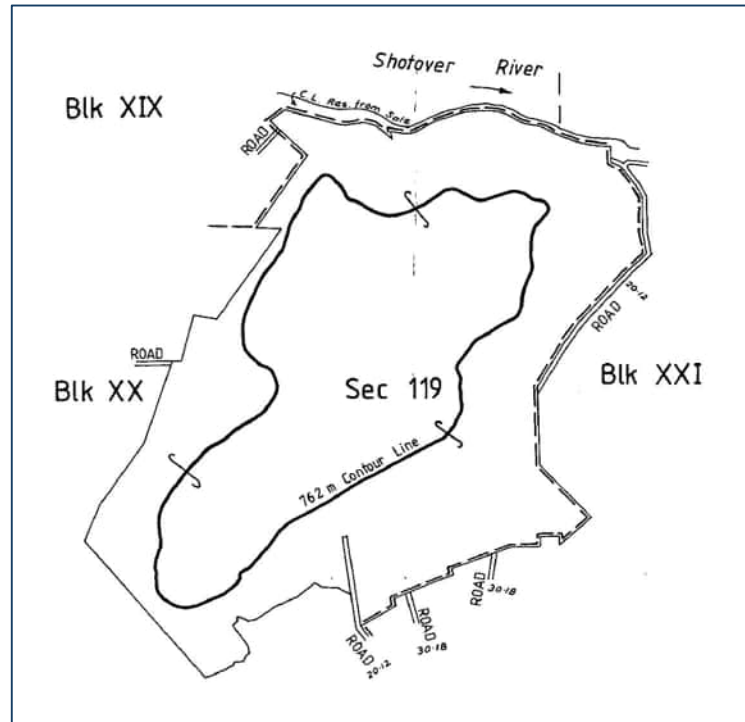 Shotover River
C.L. Res. from Sale
Blk XIX
ROAD
20·12
ROAD
ROAD
Blk XX
Sec 119
Blk XXI
762 m Contour Line
ROAD
30·18
ROAD
30·18
ROAD
20·12